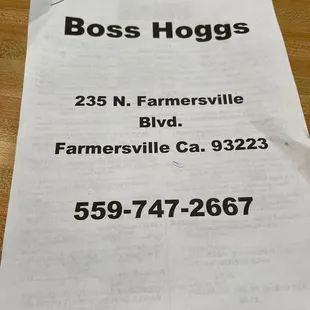 Boss Hoggs
235 N. Farmersville
Blvd.
Farmersville Ca. 93223
559-747-2667